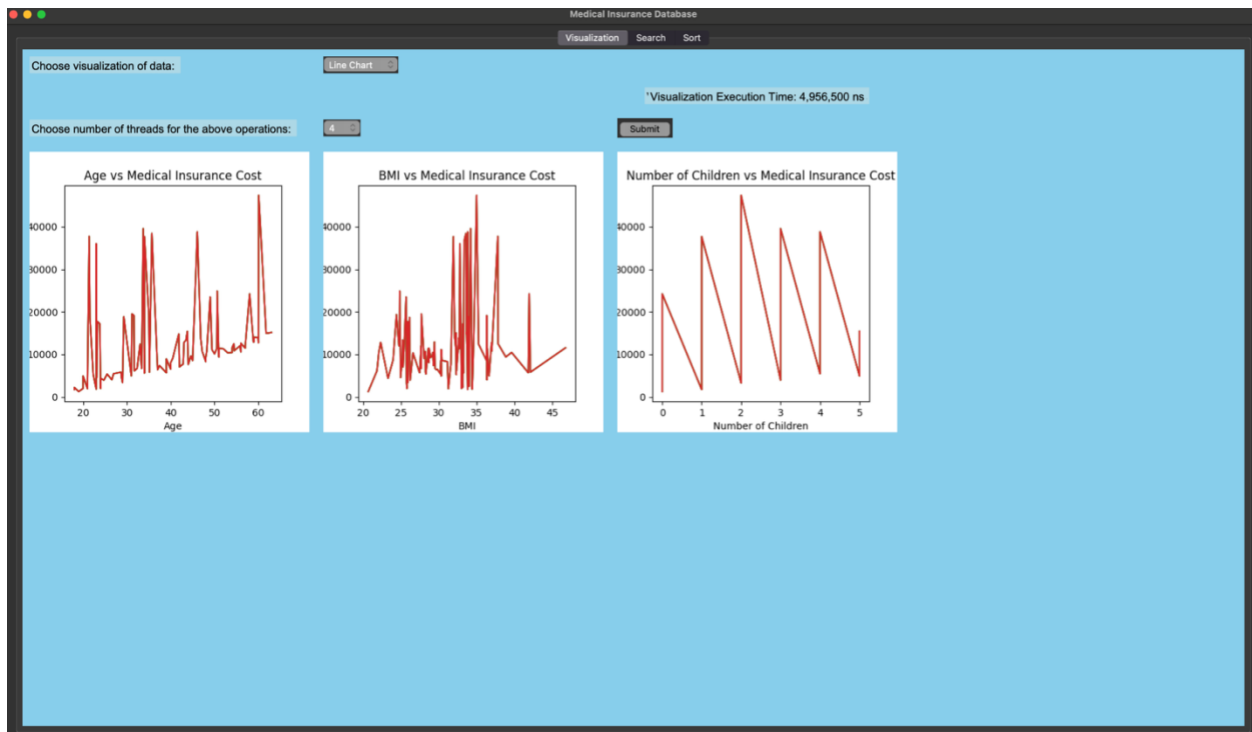 Medical Insurance Database
Visualization Search Sort
Choose visualization of data: Line Chart
*Visualization Execution Time: 4,956,500 ns
Choose number of threads for the above operations: 4 Submit
Age vs Medical Insurance Cost
40000
30000
20000
10000
0
20 30 40 50 60
Age
BMI vs Medical Insurance Cost
40000
30000
20000
10000
0
20 25 30 35 40 45
BMI
Number of Children vs Medical Insurance Cost
40000
30000
20000
10000
0
0 1 2 3 4 5
Number of Children